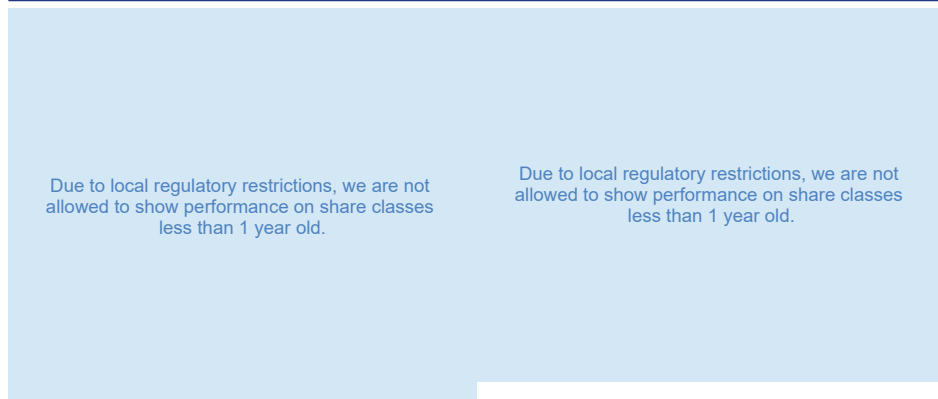 Due to local regulatory restrictions, we are not
allowed to show performance on share classes
less than 1 year old.
Due to local regulatory restrictions, we are not
allowed to show performance on share classes
less than 1 year old.